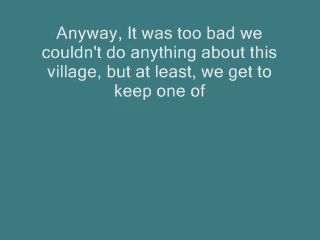 Anyway, It was too bad we
couldn't do anything about this
village, but at least, we get to
keep one of